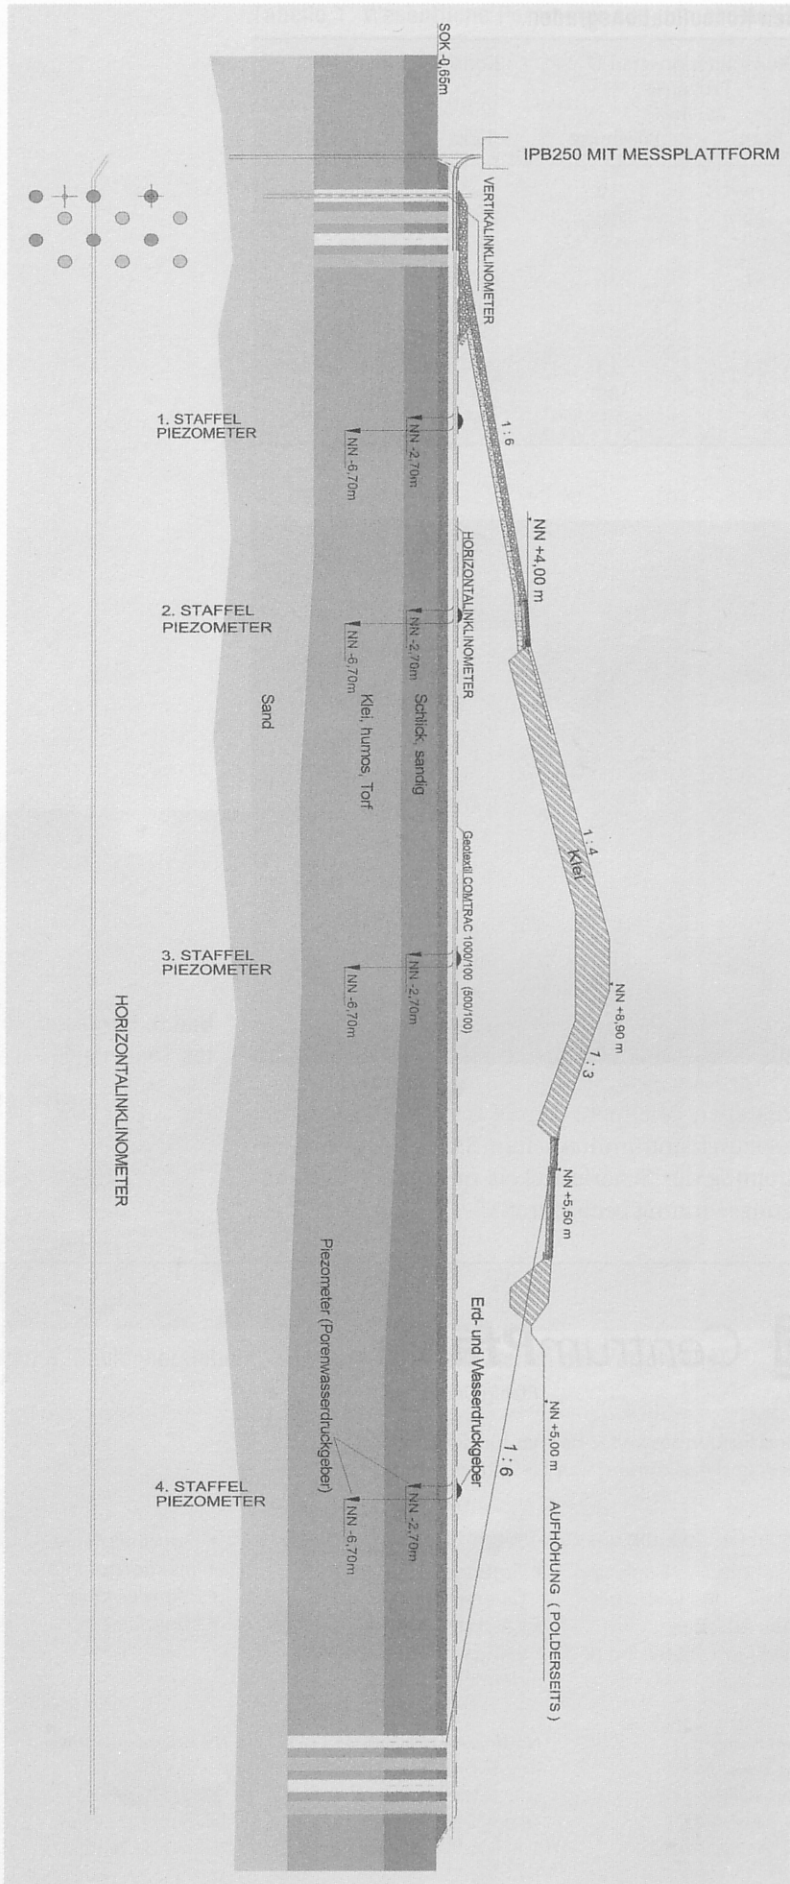 SOK -0,65m
IPB250 MIT MESSPLATTFORM
VERTIKALINKLINOMETER
1 : 6
NN +4,00 m
1. STAFFEL
PIEZOMETER
NN -2,70m
NN -6,70m
HORIZONTALINKLINOMETER
2. STAFFEL
PIEZOMETER
NN -2,70m
NN -6,70m
Schlick, sandig
Klei, humos, Torf
Sand
1 : 4
Klei
Geotextil COMTRAC 1000/100 (500/100)
NN +8,90 m
1 : 3
3. STAFFEL
PIEZOMETER
NN -2,70m
NN -6,70m
HORIZONTALINKLINOMETER
NN +5,50 m
Piezometer (Porenwasserdruckgeber)
Erd- und Wasserdruckgeber
1 : 6
NN +5,00 m
AUFHÖHUNG ( POLDERSEITS )
4. STAFFEL
PIEZOMETER
NN -2,70m
NN -6,70m